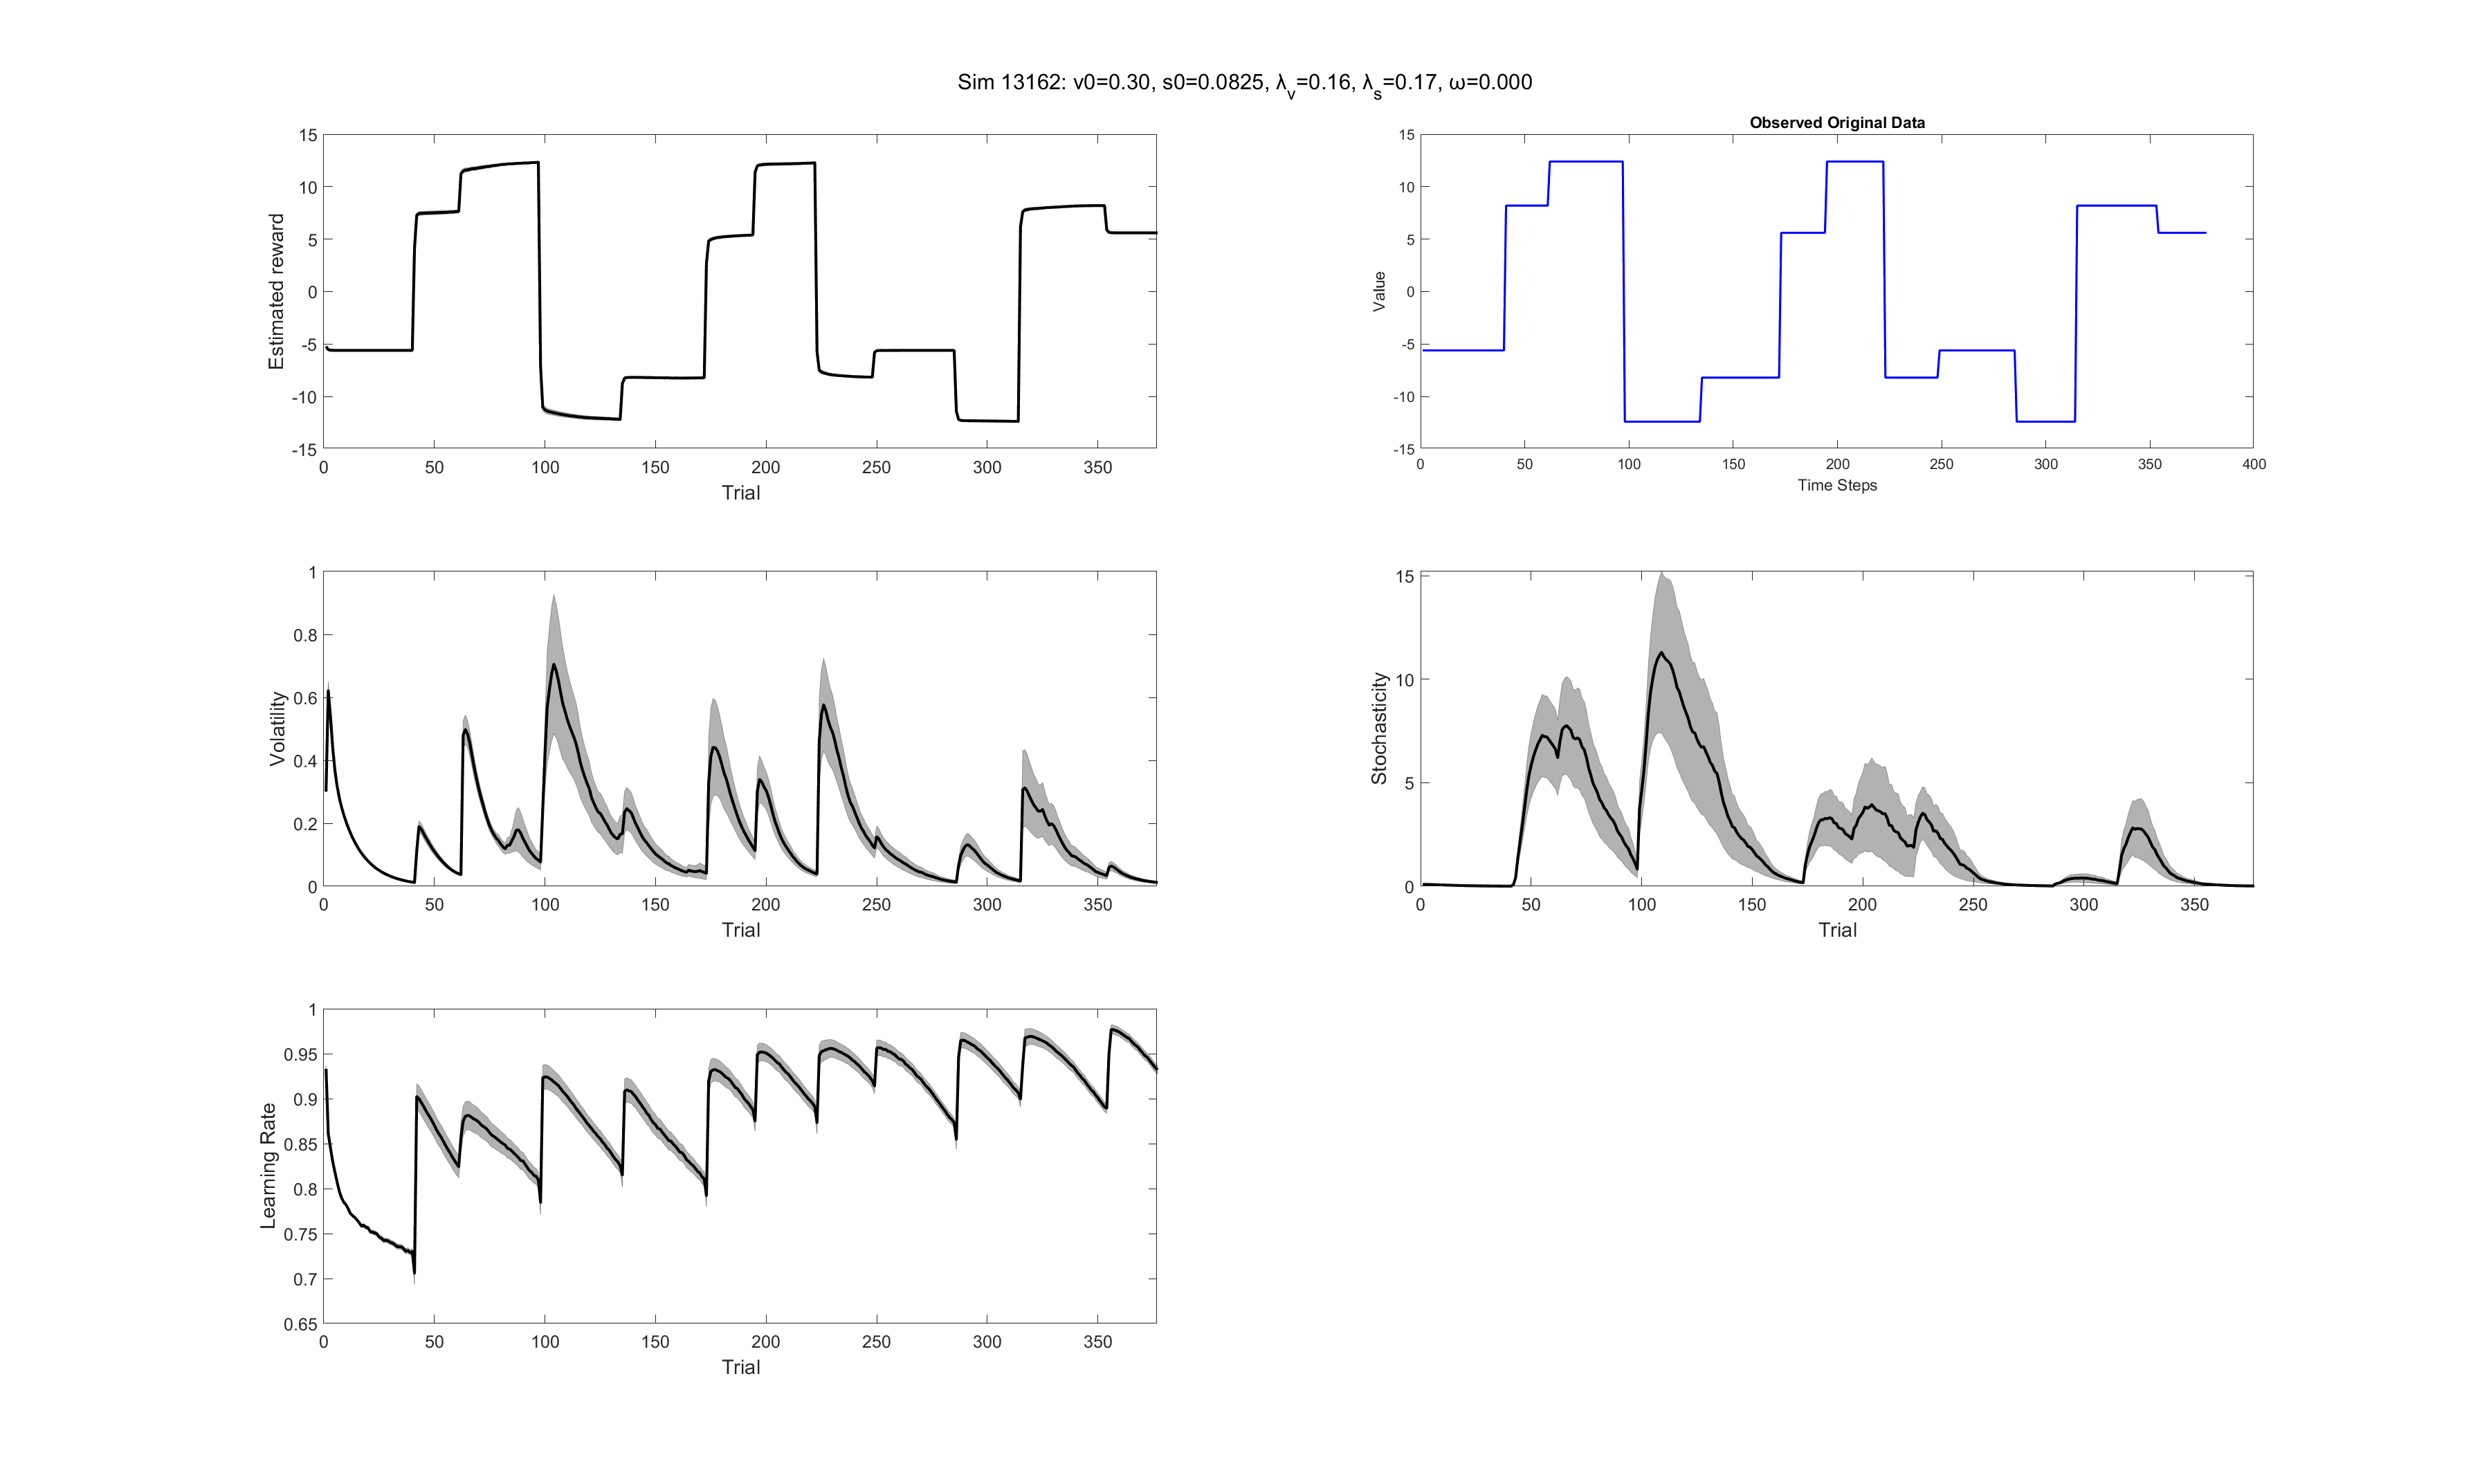 Sim 13162: v0=0.30, s0=0.0825, λ_v=0.16, λ_s=0.17, ω=0.000
15
10
5
0
-5
-10
-15
Estimated reward
0 50 100 150 200 250 300 350
Trial
Observed Original Data
15
10
5
0
-5
-10
-15
Value
0 50 100 150 200 250 300 350 400
Time Steps
1
0.8
0.6
0.4
0.2
0
Volatility
0 50 100 150 200 250 300 350
Trial
15
10
5
0
Stochasticity
0 50 100 150 200 250 300 350
Trial
1
0.95
0.9
0.85
0.8
0.75
0.7
0.65
Learning Rate
0 50 100 150 200 250 300 350
Trial